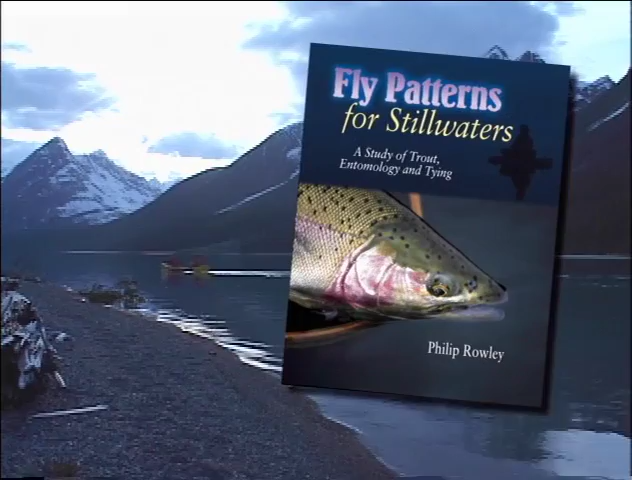 Fly Patterns
for Stillwaters
A Study of Trout,
Entomology and Tying
Philip Rowley